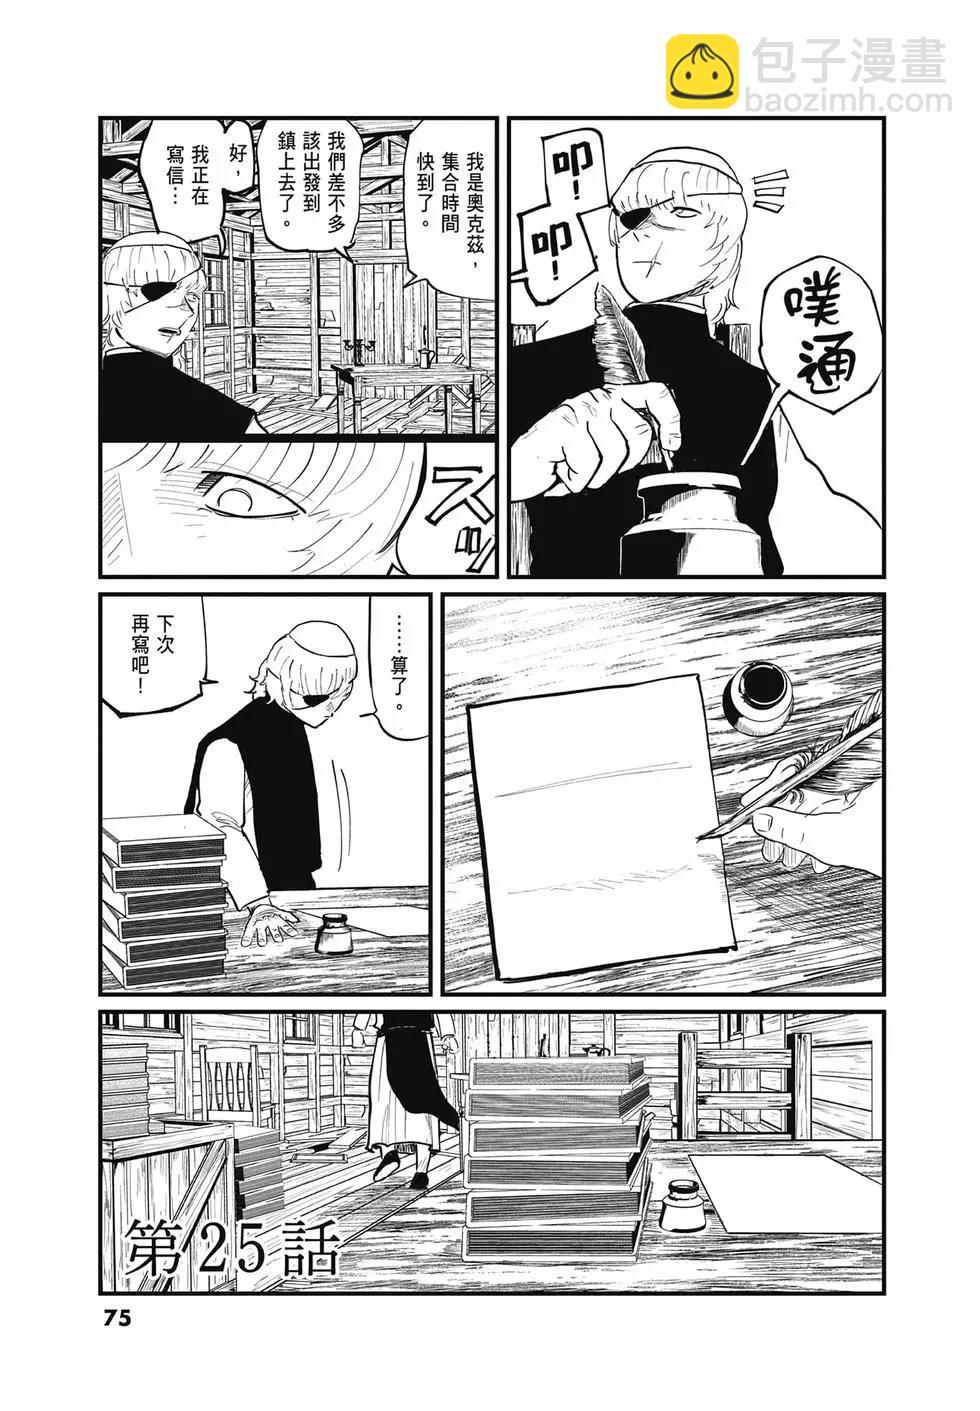 包子漫畫
baozimh.com
叩!
叩!
噗通
我是奧克茲，
集合時間
快到了。
我們差不多
該出發到
鎮上去了。
好，
我正在
寫信…
スッ
……算了。
下次
再寫吧！
第25話
75